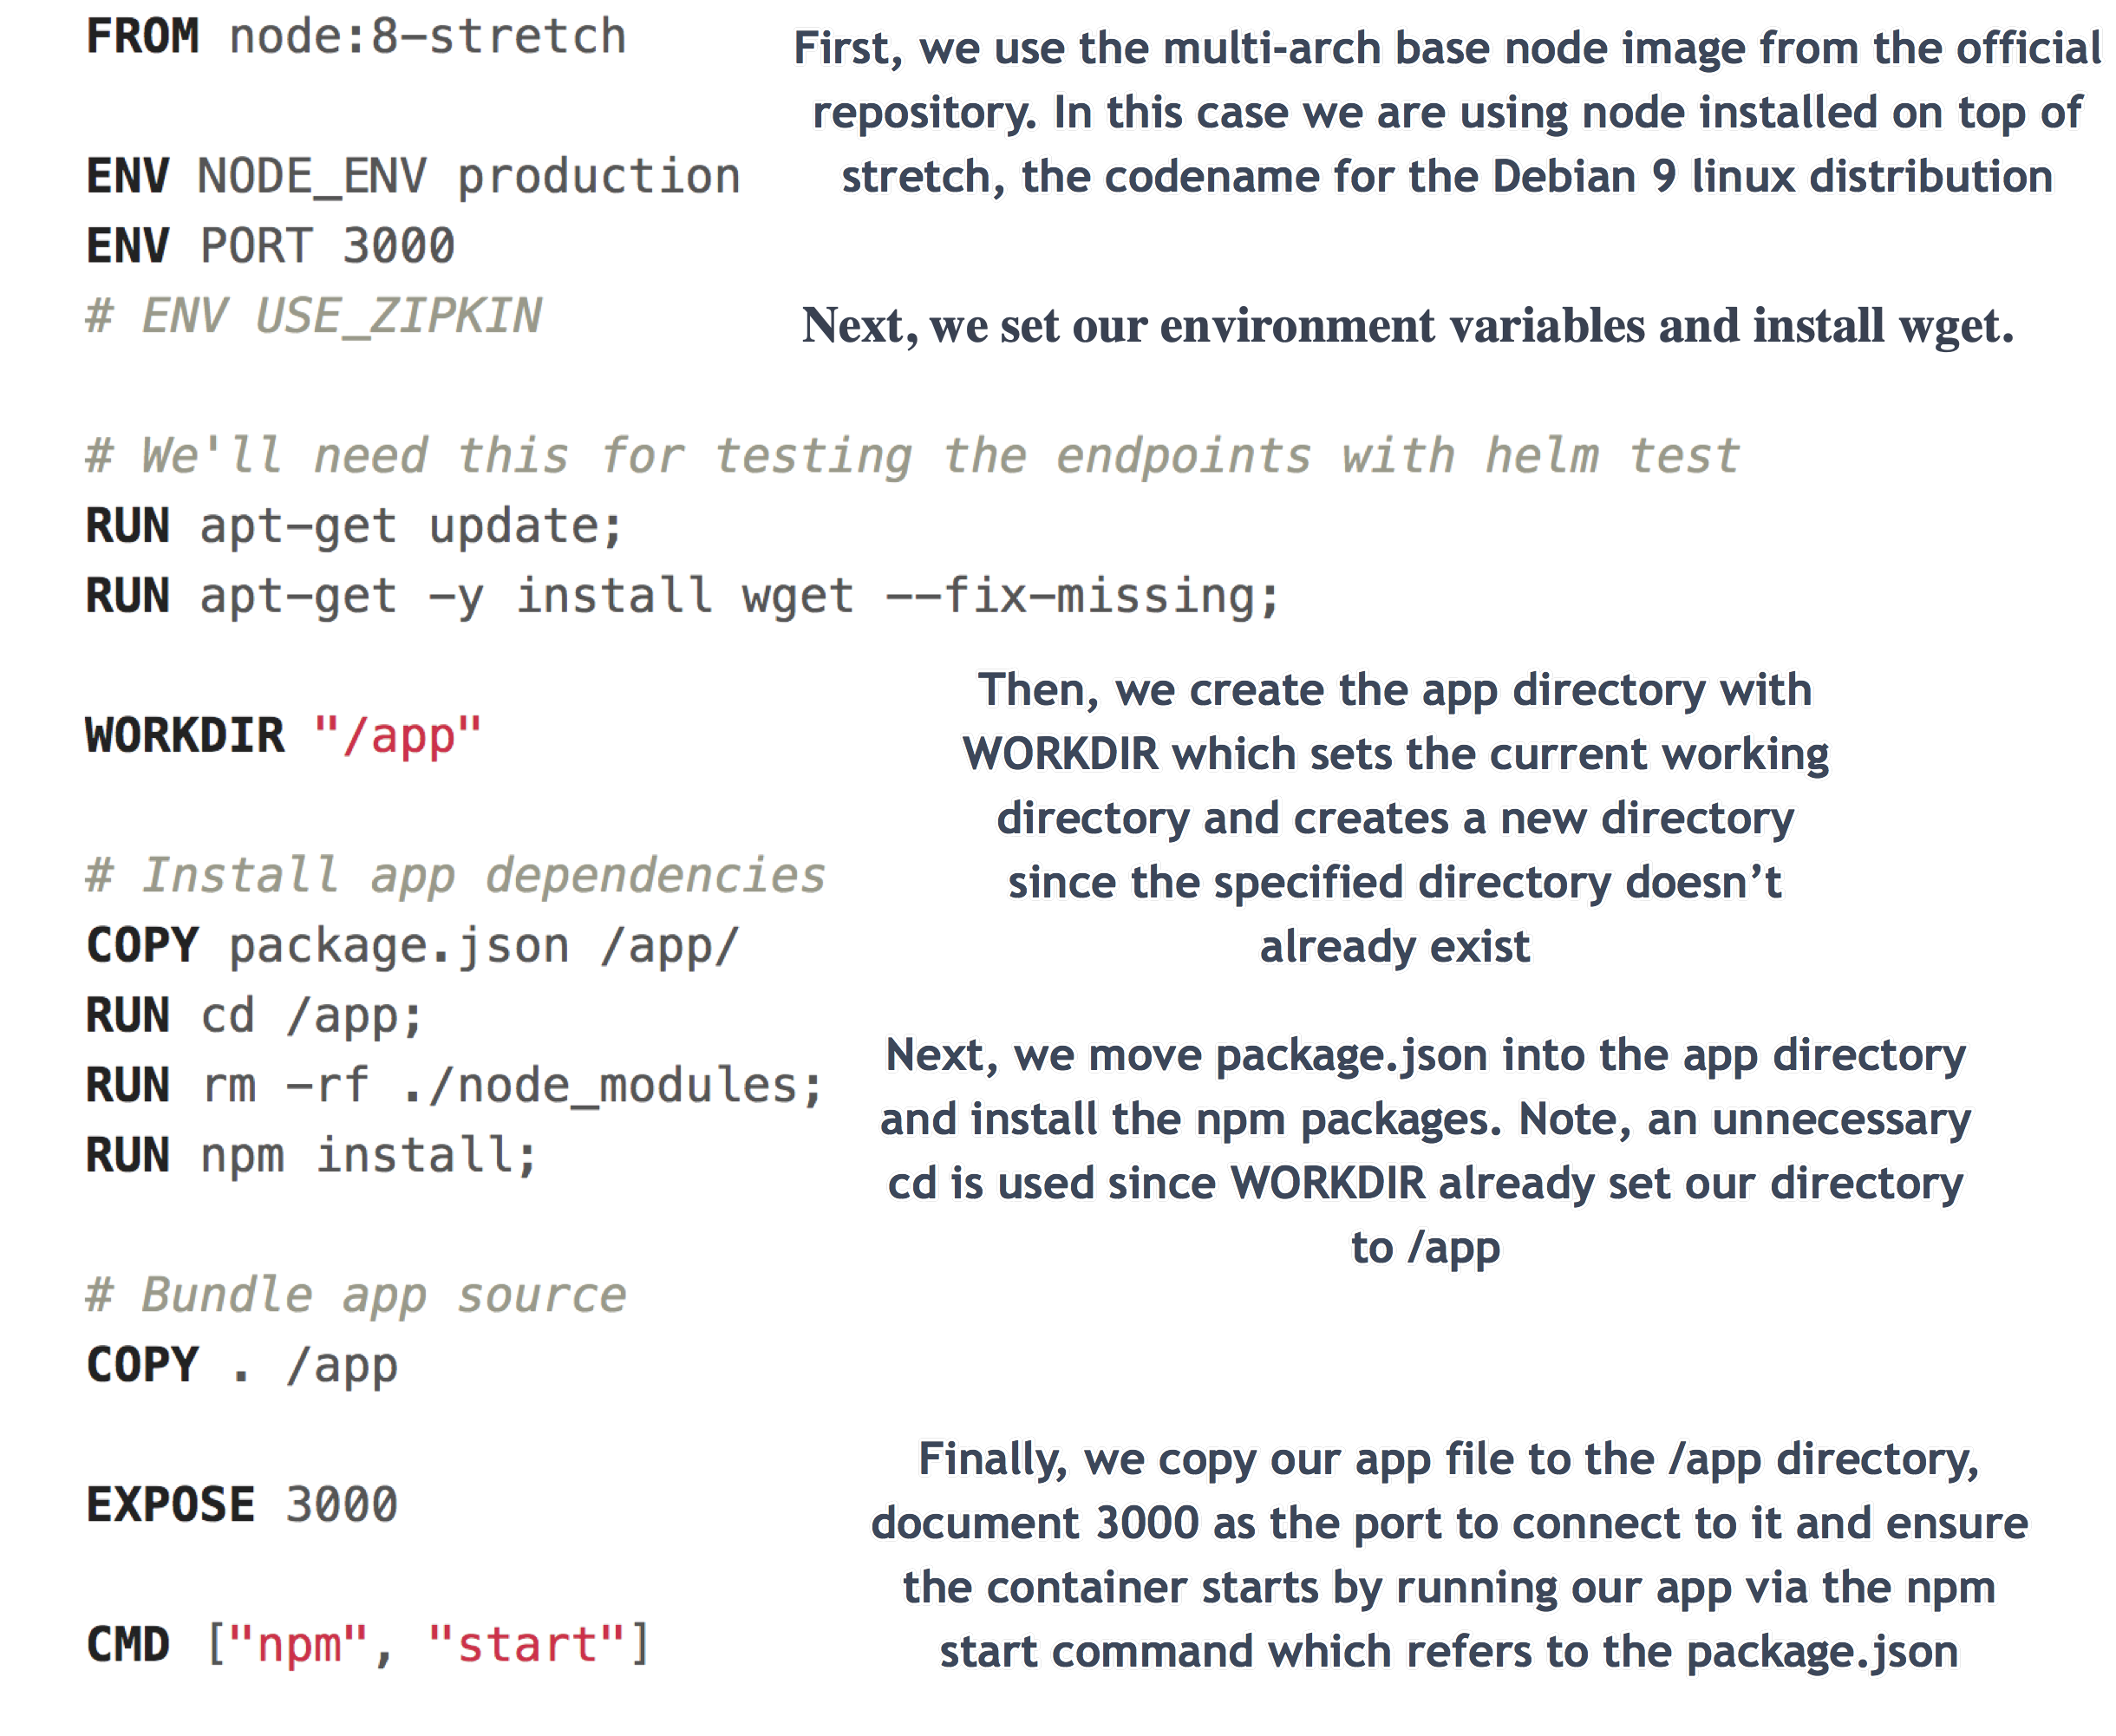 FROM node:8-stretch
First, we use the multi-arch base node image from the official
repository. In this case we are using node installed on top of
stretch, the codename for the Debian 9 linux distribution
ENV NODE_ENV production
ENV PORT 3000
# ENV USE_ZIPKIN
Next, we set our environment variables and install wget.
# We'll need this for testing the endpoints with helm test
RUN apt-get update;
RUN apt-get -y install wget --fix-missing;
WORKDIR "/app"
Then, we create the app directory with
WORKDIR which sets the current working
directory and creates a new directory
since the specified directory doesn’t
already exist
# Install app dependencies
COPY package.json /app/
RUN cd /app;
RUN rm -rf ./node_modules;
RUN npm install;
Next, we move package.json into the app directory
and install the npm packages. Note, an unnecessary
cd is used since WORKDIR already set our directory
to /app
# Bundle app source
COPY . /app
EXPOSE 3000
CMD ["npm", "start"]
Finally, we copy our app file to the /app directory,
document 3000 as the port to connect to it and ensure
the container starts by running our app via the npm
start command which refers to the package.json